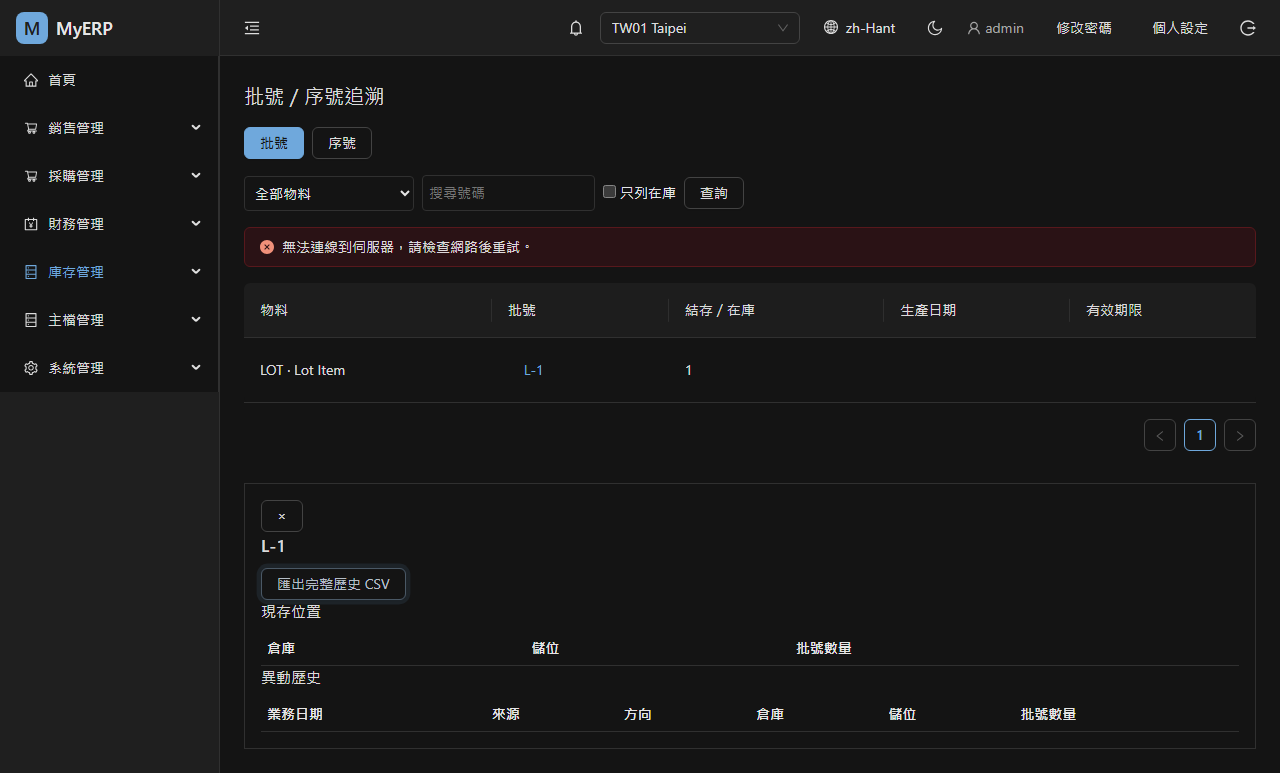 M MyERP
TW01 Taipei zh-Hant admin 修改密碼 個人設定
首頁
銷售管理
採購管理
財務管理
庫存管理
主檔管理
系統管理
批號 / 序號追溯
批號 序號
全部物料 搜尋號碼 只列在庫 查詢
無法連線到伺服器，請檢查網路後重試。
物料 批號 結存 / 在庫 生產日期 有效期限
LOT · Lot Item L-1 1
< 1 >
×
L-1
匯出完整歷史 CSV
現存位置
倉庫 儲位 批號數量
異動歷史
業務日期 來源 方向 倉庫 儲位 批號數量